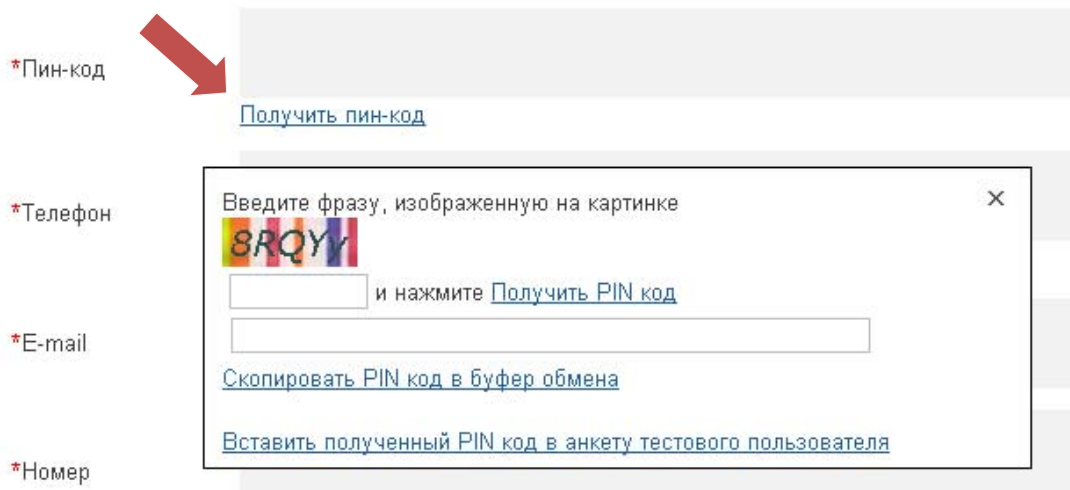 *Пин-код
Получить пин-код
*Телефон
Введите фразу, изображенную на картинке
8RQYy
и нажмите Получить PIN код
*E-mail
Скопировать PIN код в буфер обмена
Вставить полученный PIN код в анкету тестового пользователя
*Номер